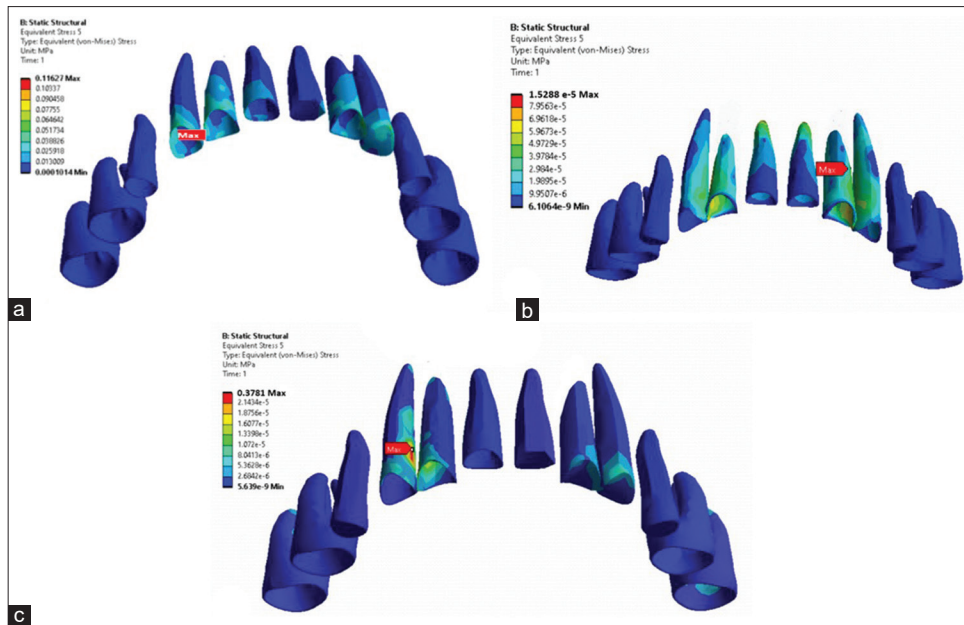 B: Static Structural
Equivalent Stress 5
Type: Equivalent (von-Mises) Stress
Unit: MPa
Time: 1
0.11627 Max
0.10337
0.090458
0.07755
0.064642
0.051734
0.038826
0.025918
0.013009
0.0001014 Min
Max
a
B: Static Structural
Equivalent Stress 5
Type: Equivalent (von-Mises) Stress
Unit: MPa
Time: 1
1.5288 e-5 Max
7.9563e-5
6.9618e-5
5.9673e-5
4.9729e-5
3.9784e-5
2.984e-5
1.9895e-5
9.9507e-6
6.1064e-9 Min
Max
b
B: Static Structural
Equivalent Stress 5
Type: Equivalent (von-Mises) Stress
Unit: MPa
Time: 1
0.3781 Max
2.1434e-5
1.8756e-5
1.6077e-5
1.3398e-5
1.072e-5
8.0413e-6
5.3628e-6
2.6842e-6
5.639e-9 Min
Max
c